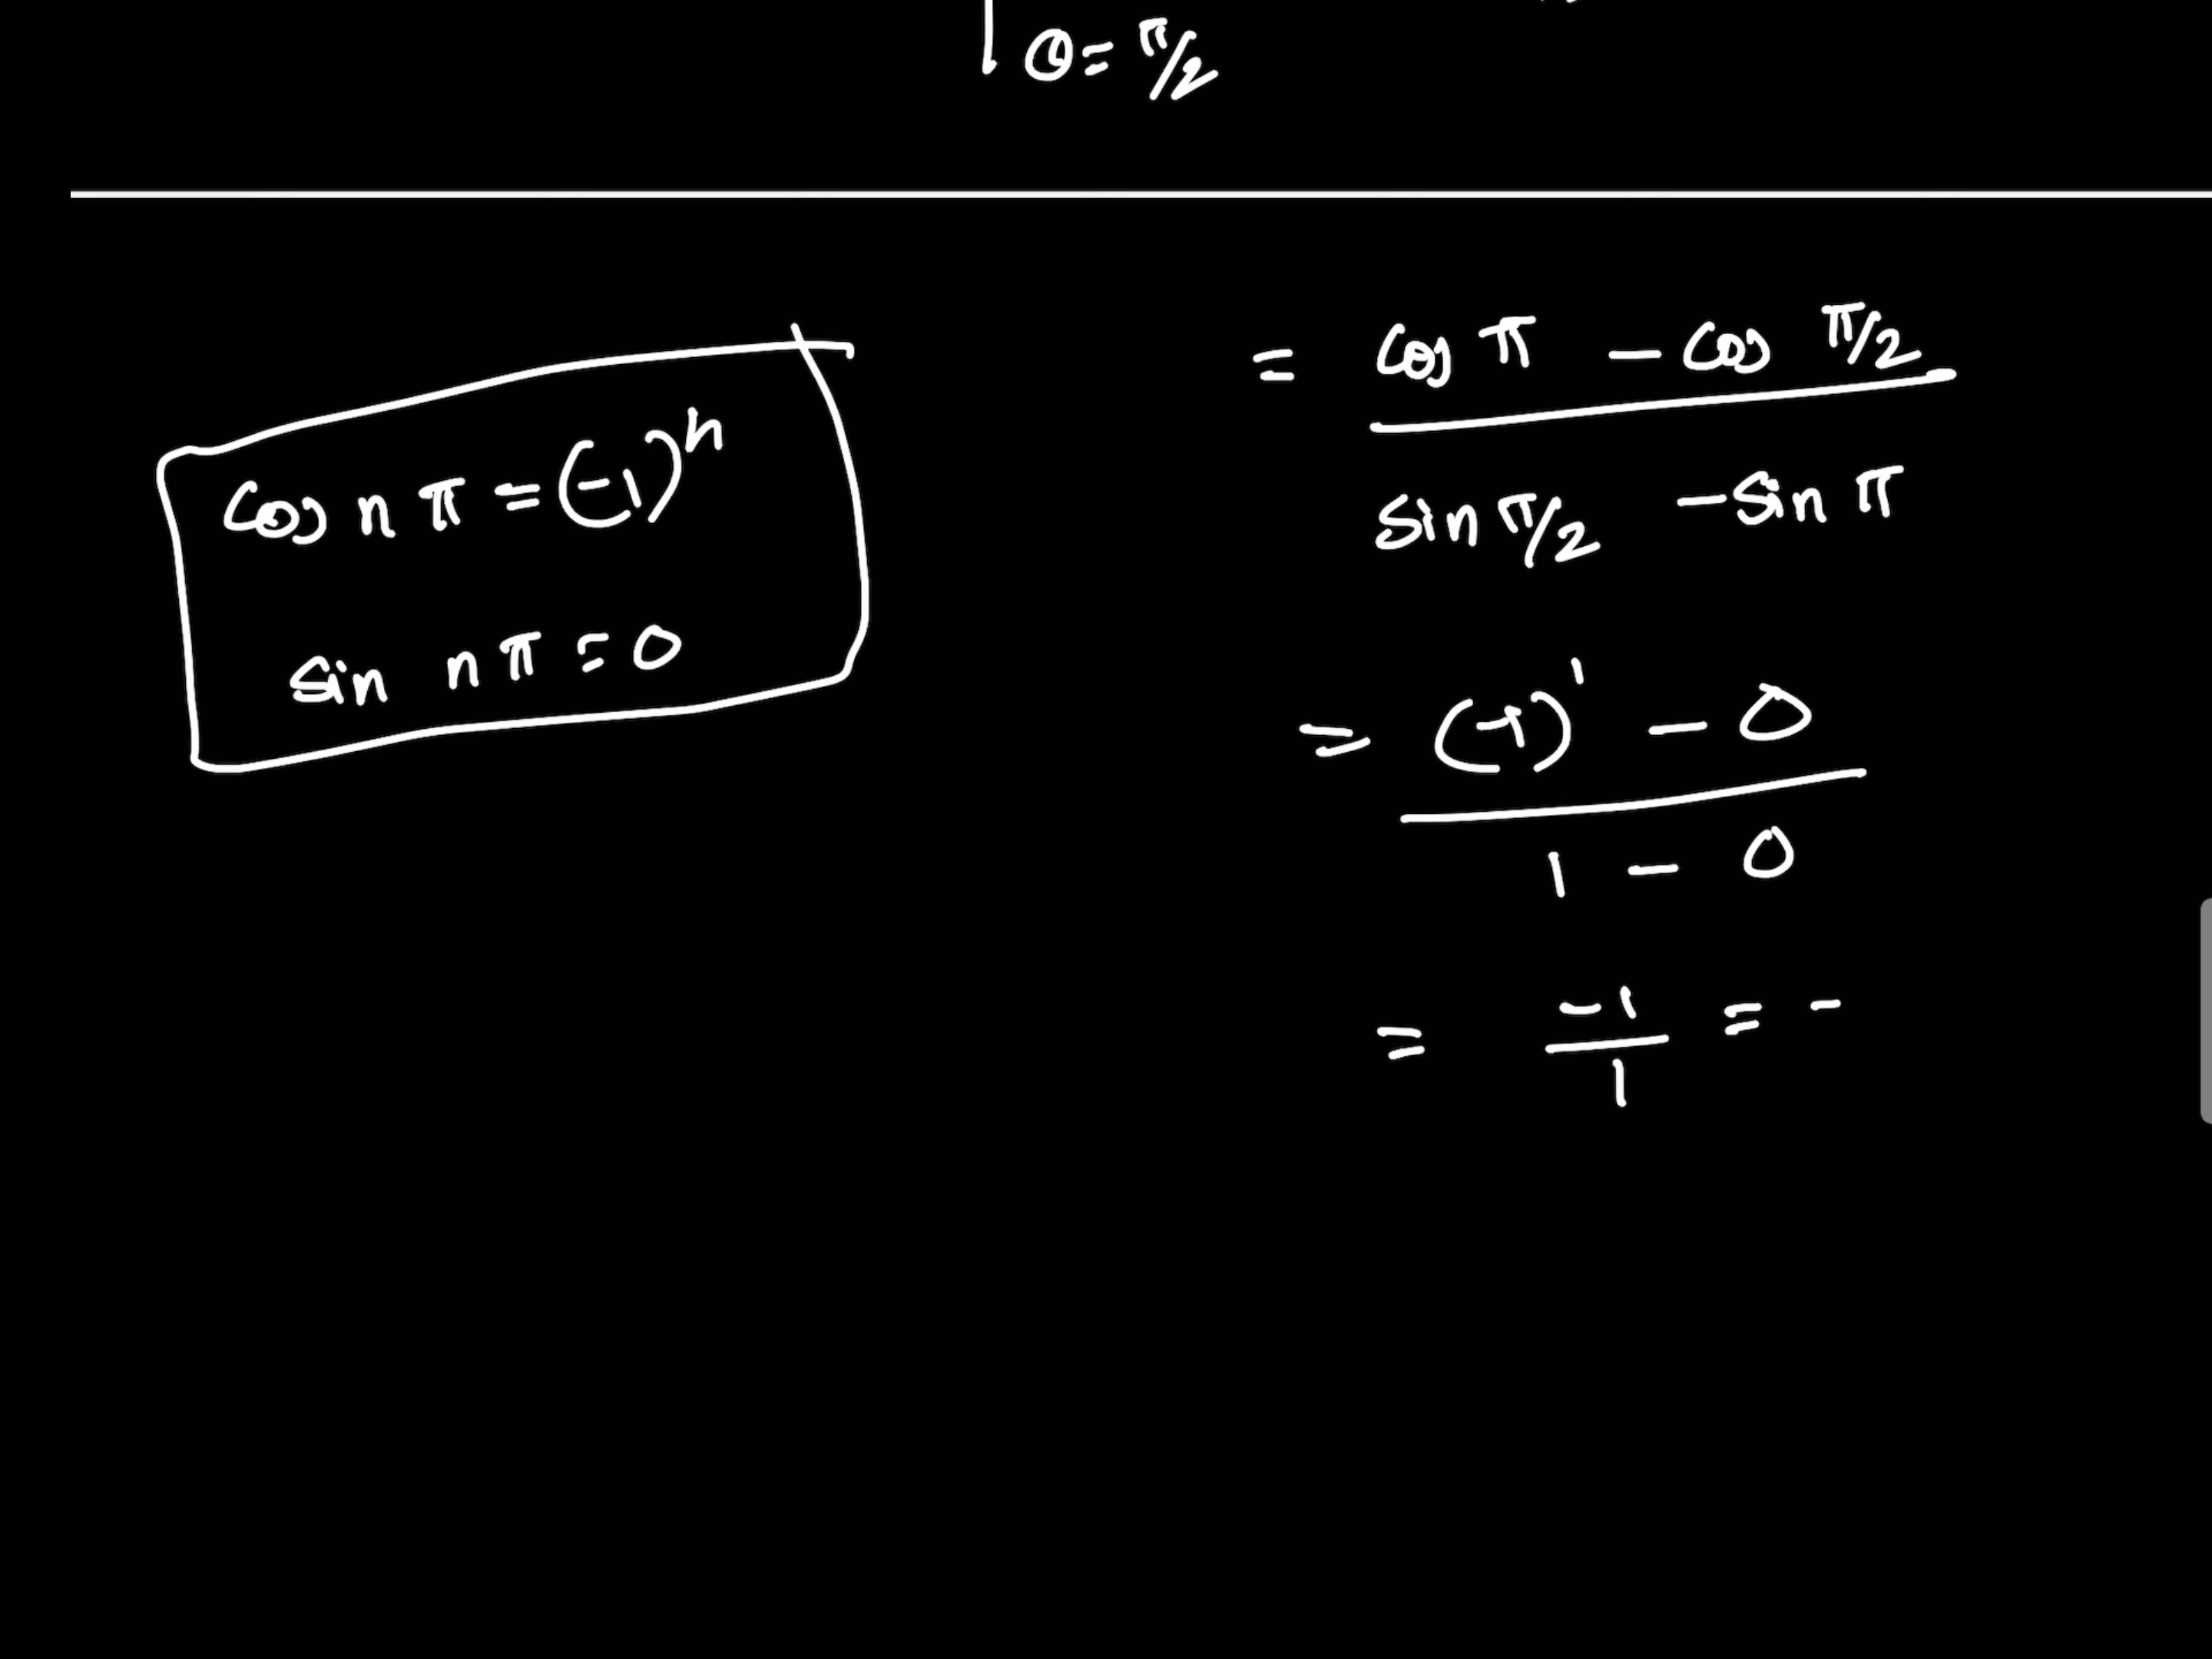 θ = π/2
cos nπ = (-1)^n
sin nπ = 0
= cos π - cos π/2
sin π/2 - sin π
= (-1)^1 - 0
1 - 0
= -1 = -
1